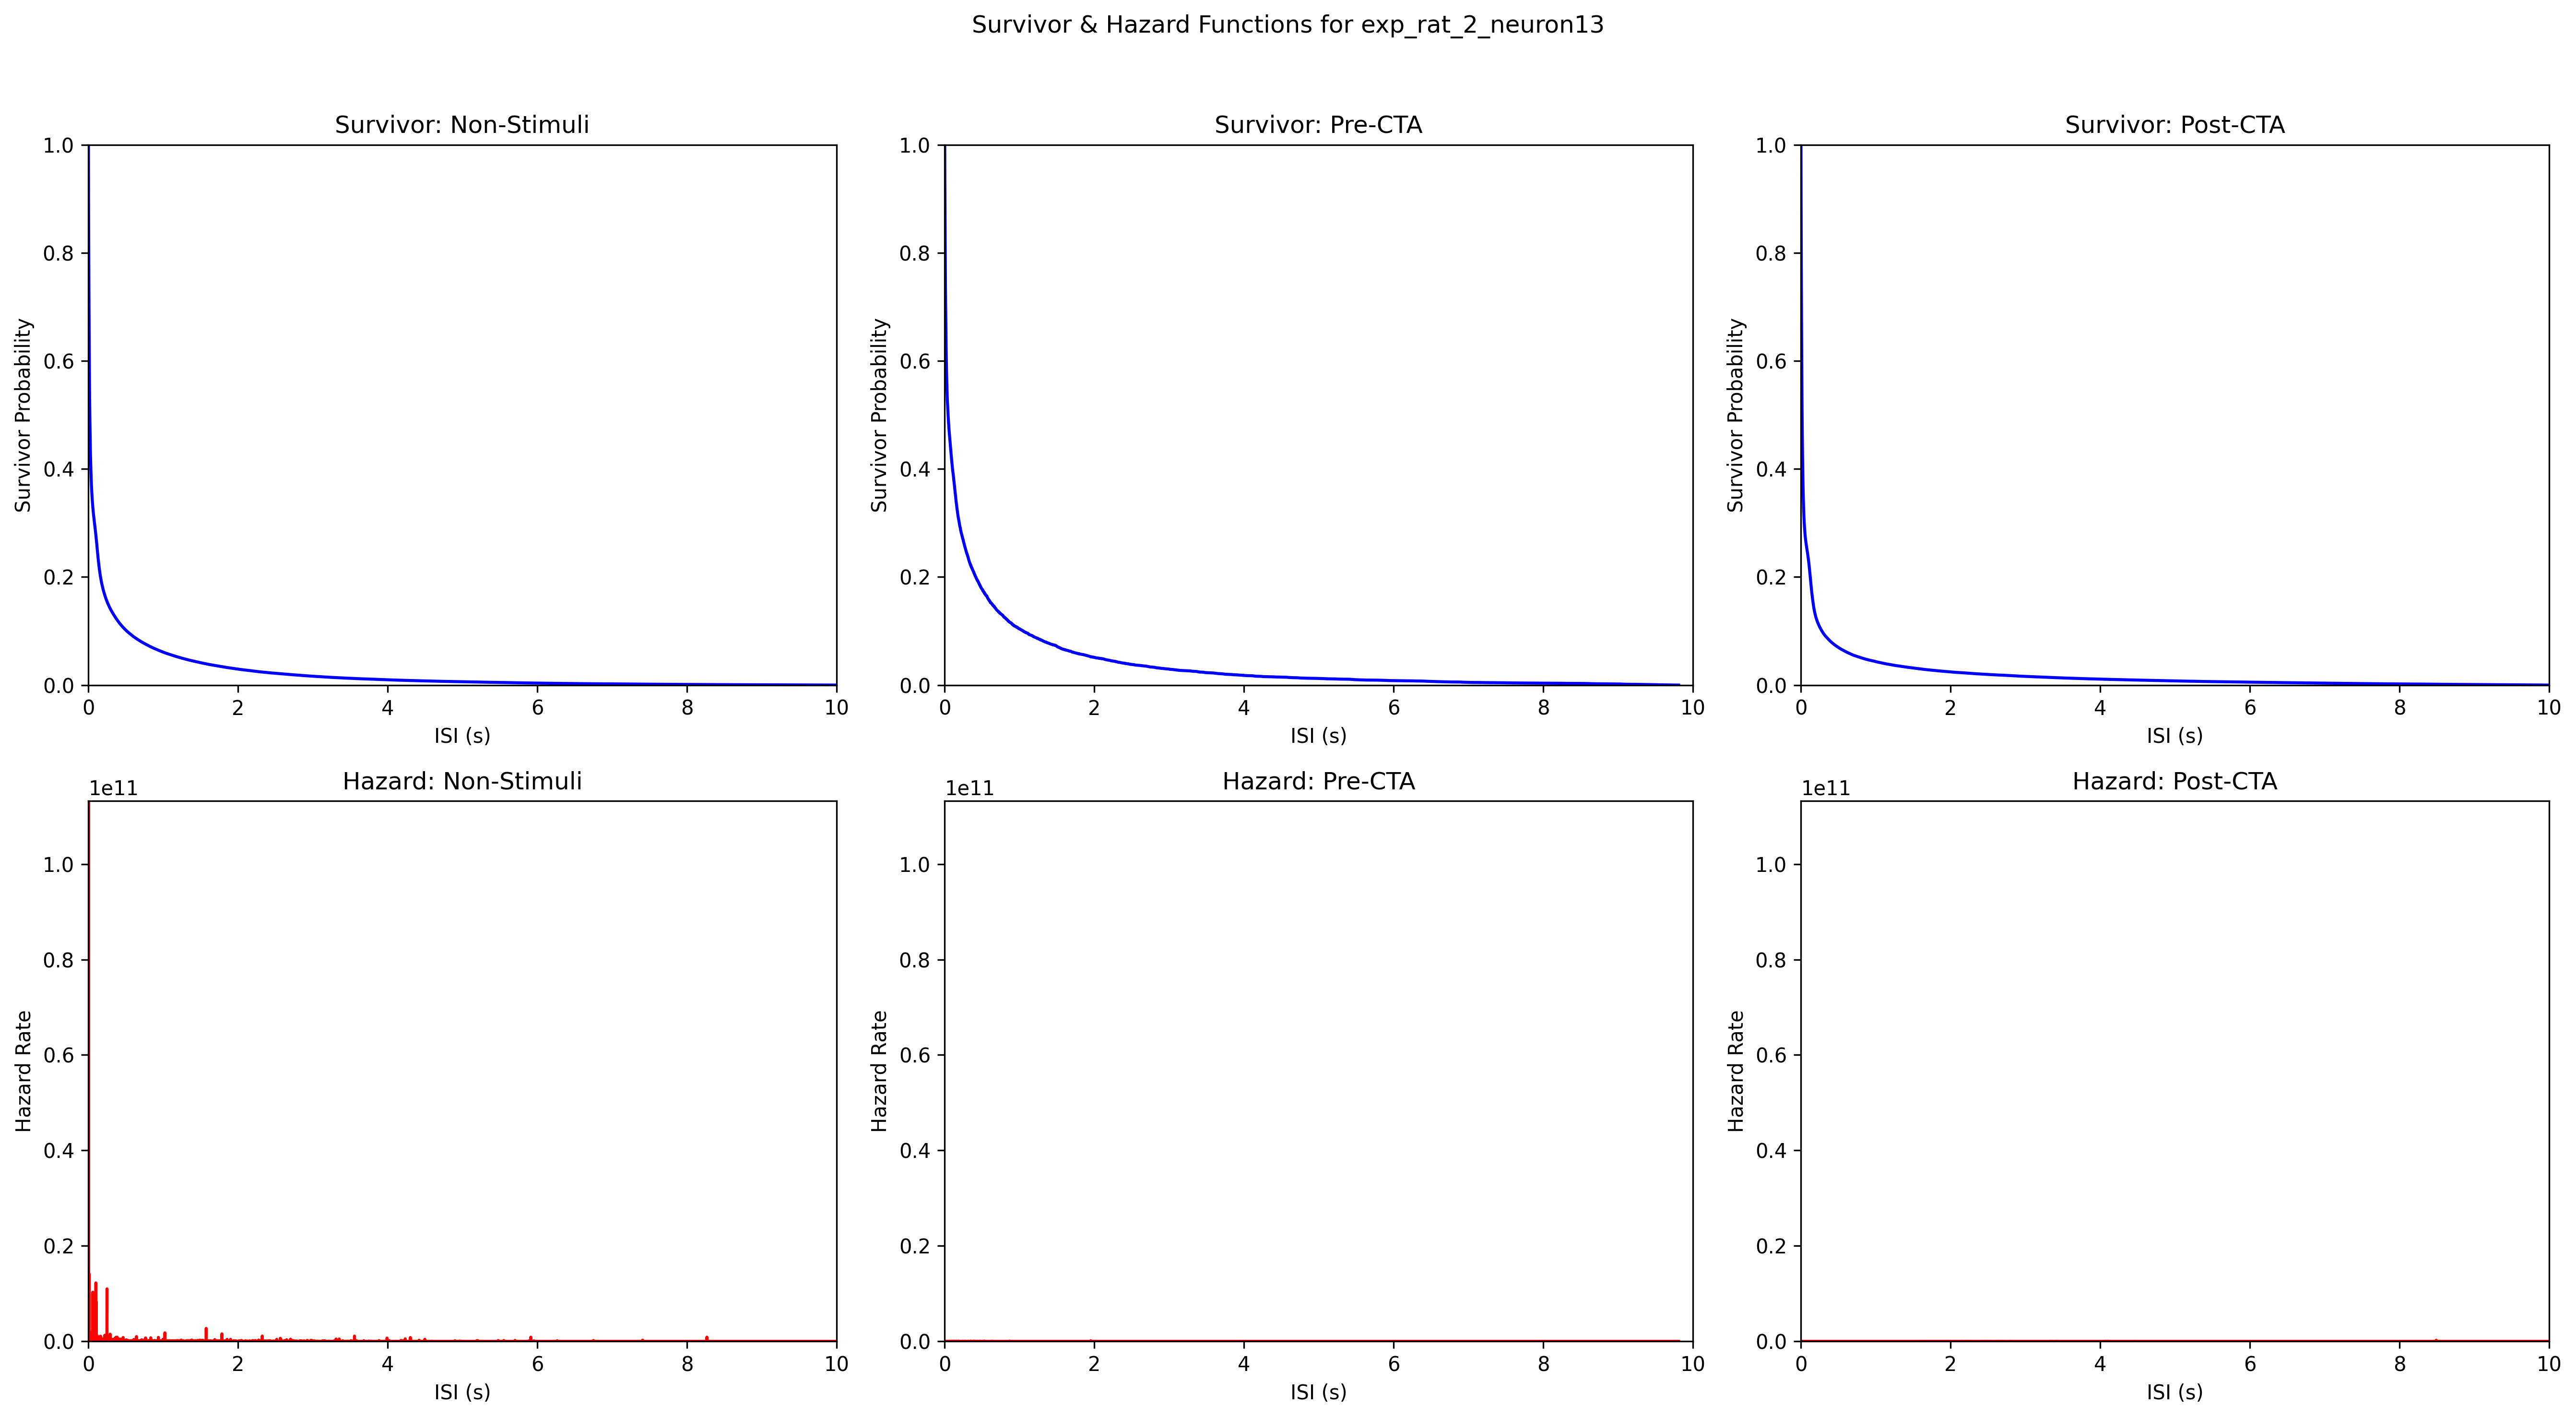 Survivor & Hazard Functions for exp_rat_2_neuron13
Survivor: Non-Stimuli
1.0
0.8
0.6
0.4
0.2
0.0
Survivor Probability
0 2 4 6 8 10
ISI (s)
Survivor: Pre-CTA
1.0
0.8
0.6
0.4
0.2
0.0
Survivor Probability
0 2 4 6 8 10
ISI (s)
Survivor: Post-CTA
1.0
0.8
0.6
0.4
0.2
0.0
Survivor Probability
0 2 4 6 8 10
ISI (s)
Hazard: Non-Stimuli
1e11
1.0
0.8
0.6
0.4
0.2
0.0
Hazard Rate
0 2 4 6 8 10
ISI (s)
Hazard: Pre-CTA
1e11
1.0
0.8
0.6
0.4
0.2
0.0
Hazard Rate
0 2 4 6 8 10
ISI (s)
Hazard: Post-CTA
1e11
1.0
0.8
0.6
0.4
0.2
0.0
Hazard Rate
0 2 4 6 8 10
ISI (s)